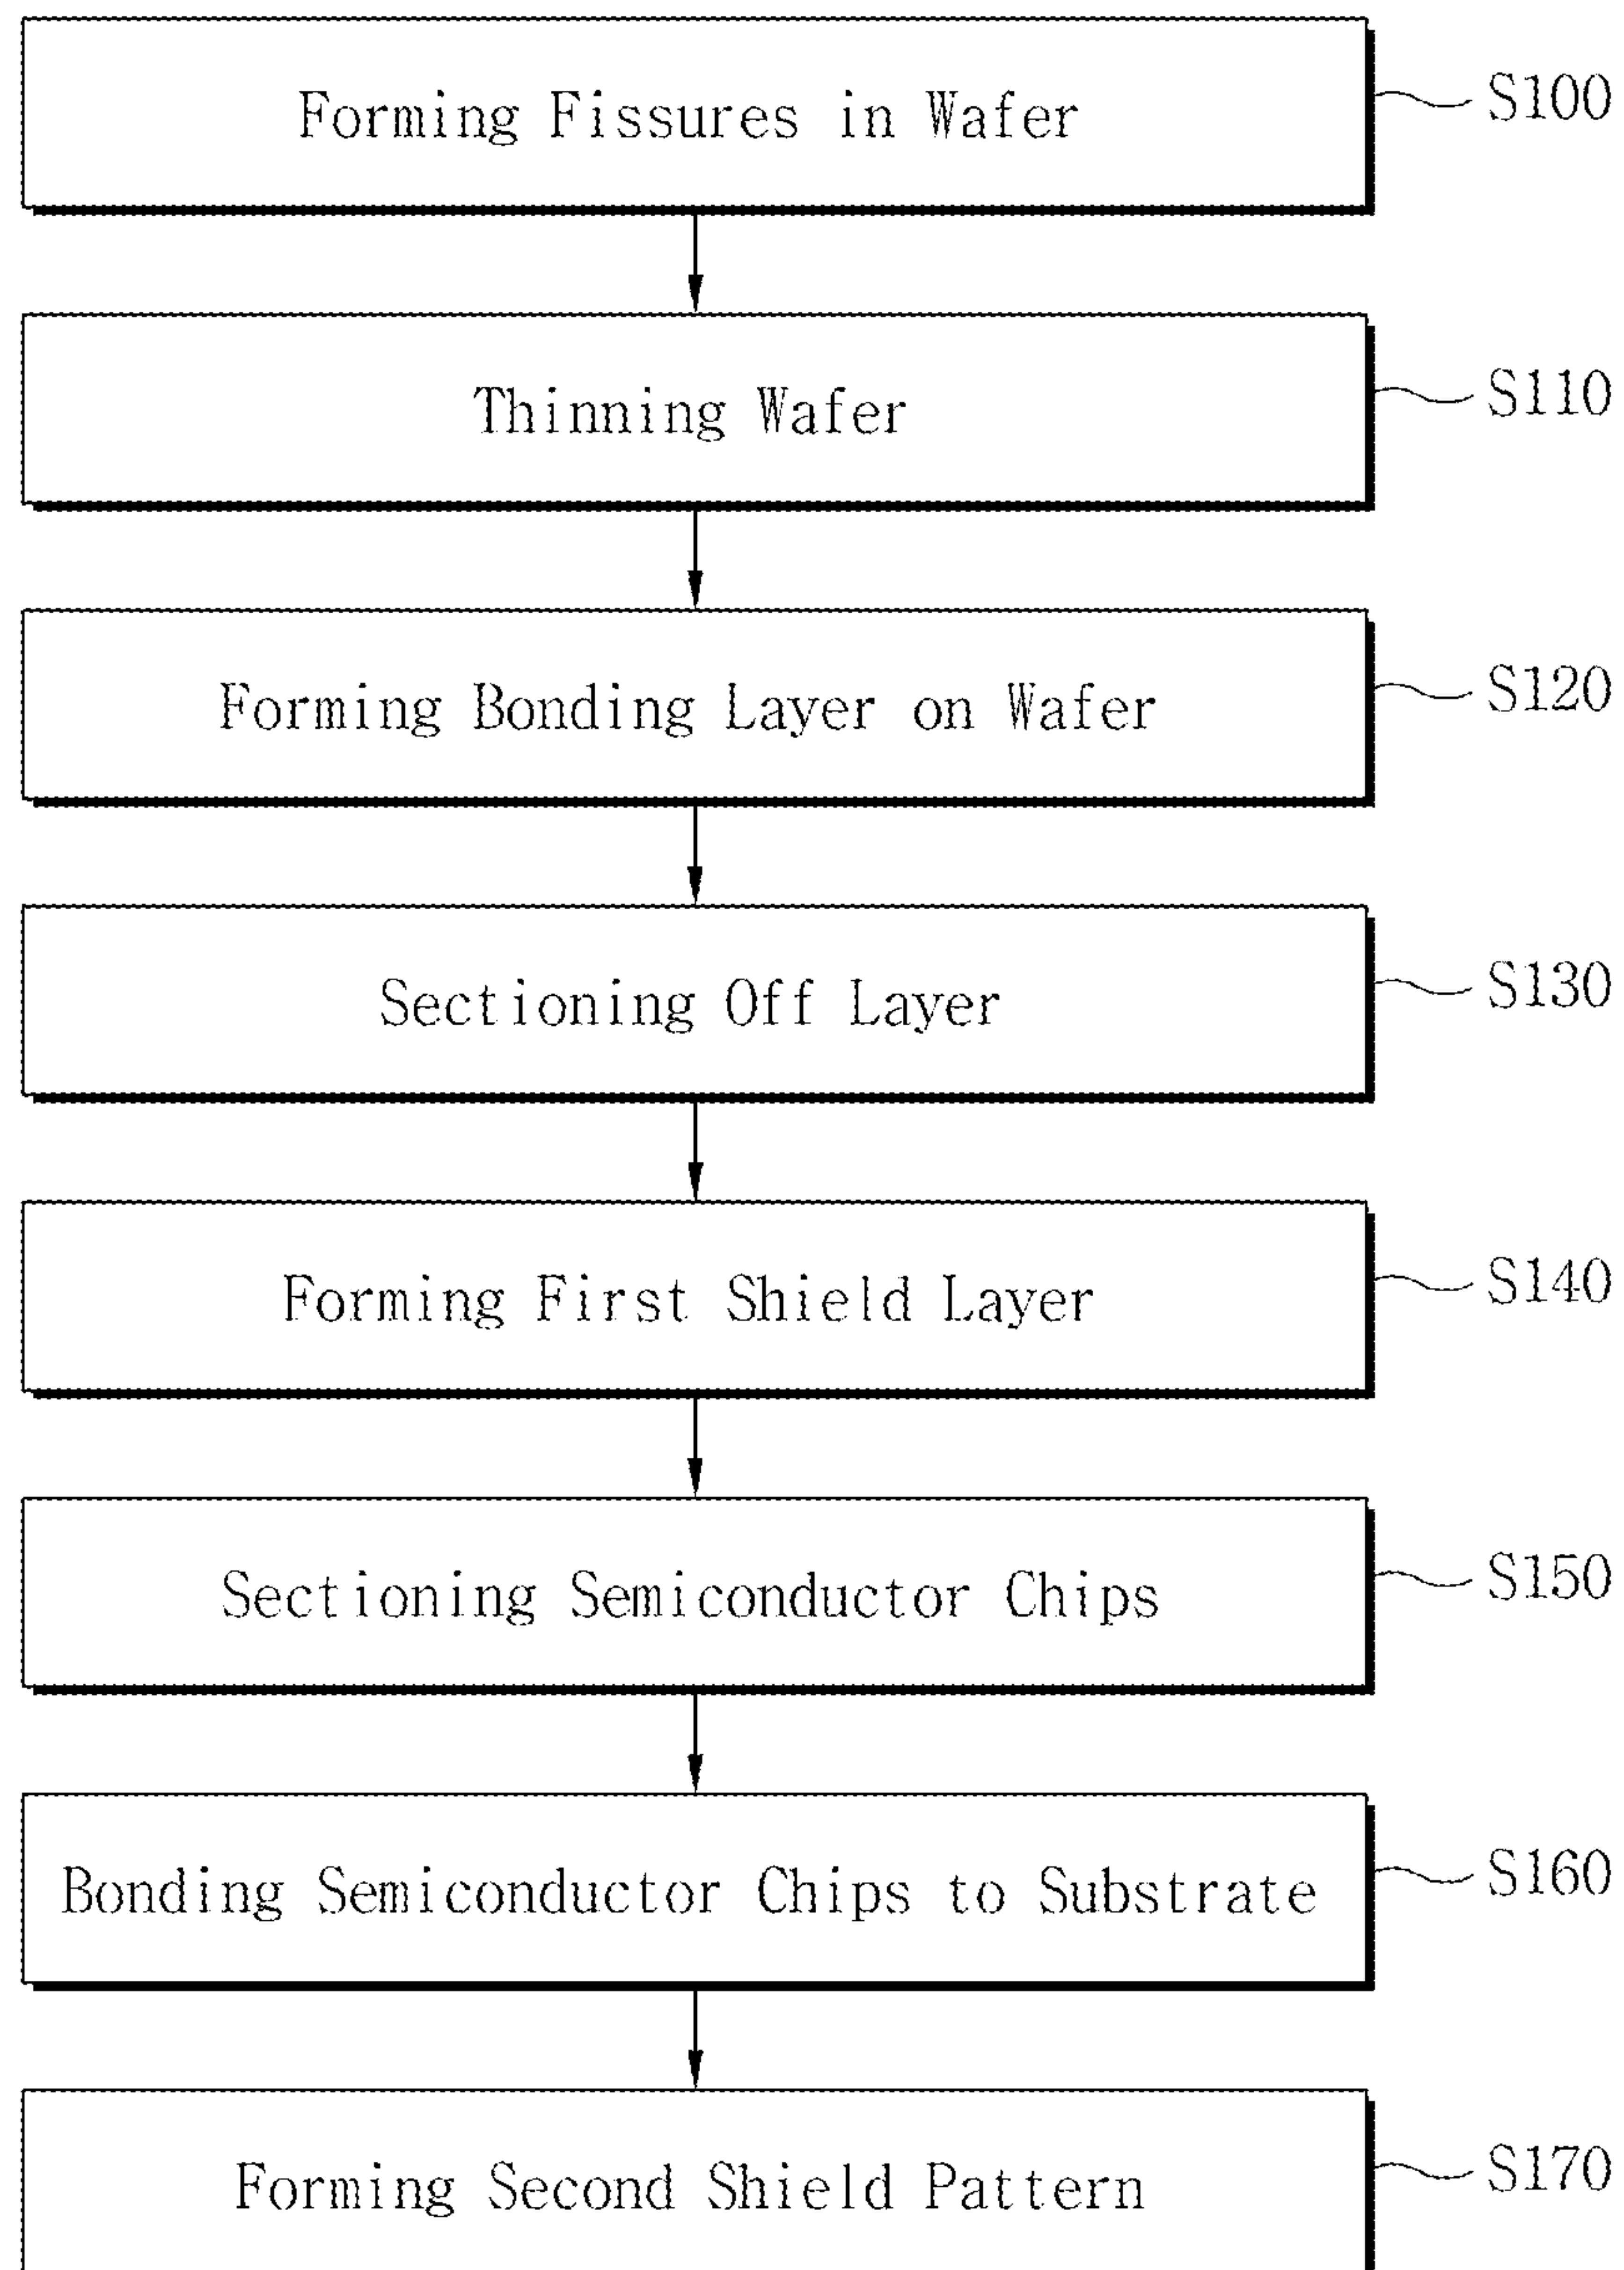 Forming Fissures in Wafer S100
Thinning Wafer S110
Forming Bonding Layer on Wafer S120
Sectioning Off Layer S130
Forming First Shield Layer S140
Sectioning Semiconductor Chips S150
Bonding Semiconductor Chips to Substrate S160
Forming Second Shield Pattern S170